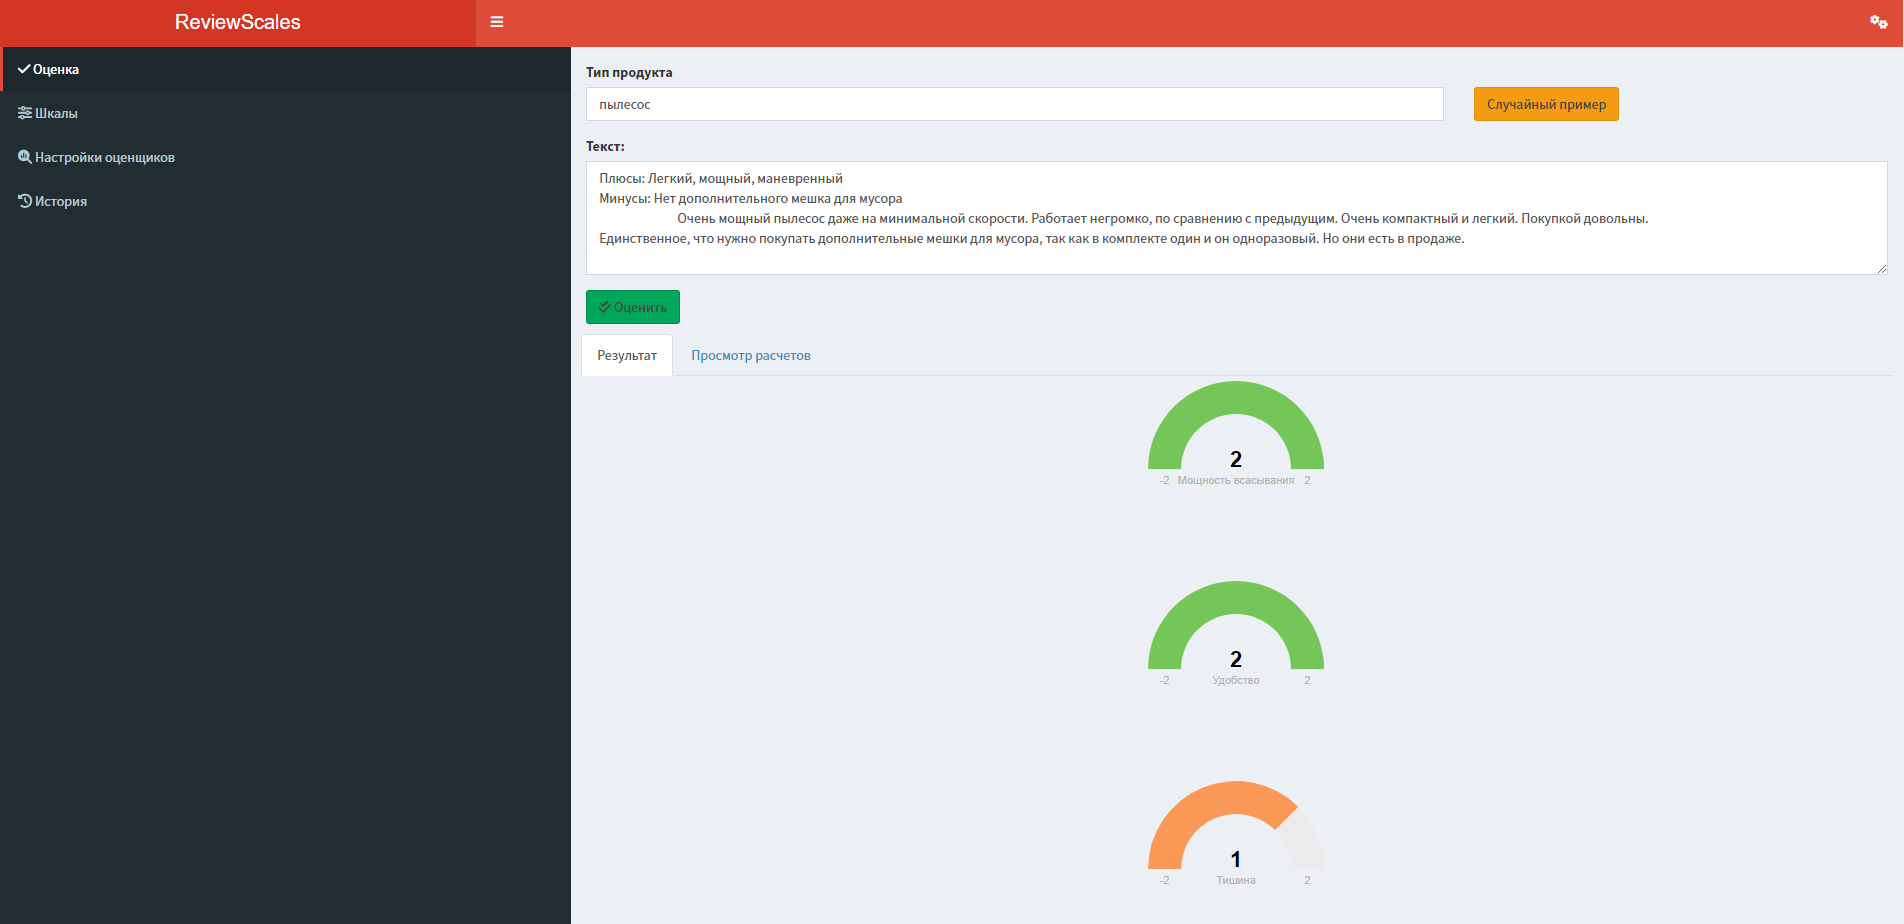 ReviewScales
Оценка
Шкалы
Настройки оценщиков
История
Тип продукта
пылесос
Случайный пример
Текст:
Плюсы: Легкий, мощный, маневренный
Минусы: Нет дополнительного мешка для мусора
Очень мощный пылесос даже на минимальной скорости. Работает негромко, по сравнению с предыдущим. Очень компактный и легкий. Покупкой довольны.
Единственное, что нужно покупать дополнительные мешки для мусора, так как в комплекте один и он одноразовый. Но они есть в продаже.
Оценить
Результат
Просмотр расчетов
2
-2 Мощность всасывания 2
2
-2 Удобство 2
1
-2 Тишина 2